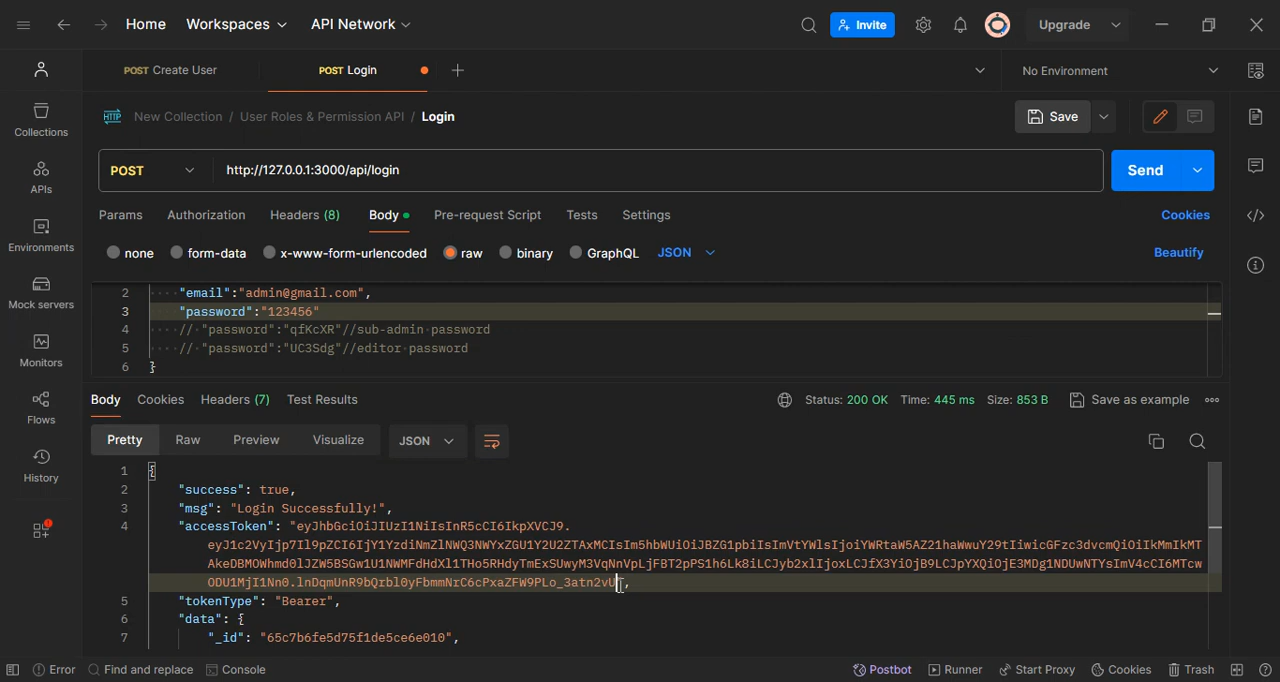 Home Workspaces API Network Invite Upgrade
POST Create User POST Login No Environment
HTTP New Collection / User Roles & Permission API / Login Save
POST http://127.0.0.1:3000/api/login Send
Params Authorization Headers (8) Body Pre-request Script Tests Settings Cookies
none form-data x-www-form-urlencoded raw binary GraphQL JSON Beautify
Collections
APIs
Environments
Mock servers
Monitors
Flows
History
2 "email":"admin@gmail.com",
3 "password":"123456"
4 // "password":"qfKcXR"//sub-admin password
5 // "password":"UC3Sdg"//editor password
6 }
Body Cookies Headers (7) Test Results Status: 200 OK Time: 445 ms Size: 853 B Save as example
Pretty Raw Preview Visualize JSON
1 {
2 "success": true,
3 "msg": "Login Successfully!",
4 "accessToken": "eyJhbGciOiJIUzI1NiIsInR5cCI6IkpXVCJ9.
5 "tokenType": "Bearer",
6 "data": {
7 "_id": "65c7b6fe5d75f1de5ce6e010",
Error Find and replace Console Postbot Runner Start Proxy Cookies Trash